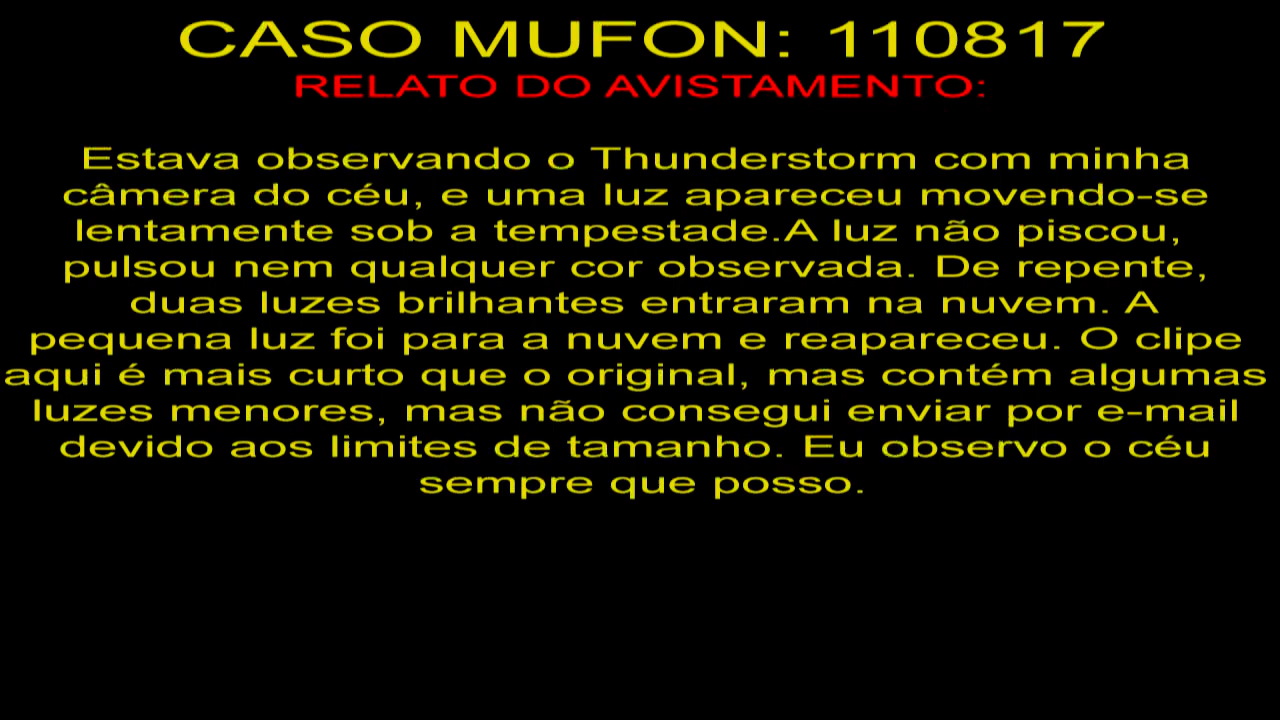 CASO MUFON: 110817
RELATO DO AVISTAMENTO:
Estava observando o Thunderstorm com minha
câmera do céu, e uma luz apareceu movendo-se
lentamente sob a tempestade.A luz não piscou,
pulsou nem qualquer cor observada. De repente,
duas luzes brilhantes entraram na nuvem. A
pequena luz foi para a nuvem e reapareceu. O clipe
aqui é mais curto que o original, mas contém algumas
luzes menores, mas não consegui enviar por e-mail
devido aos limites de tamanho. Eu observo o céu
sempre que posso.